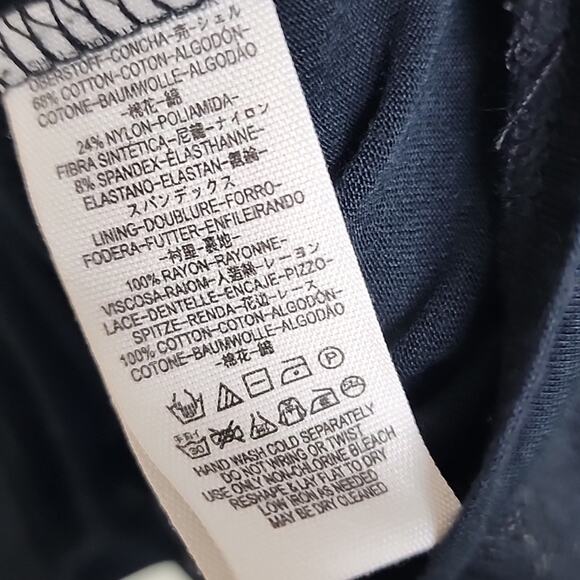 OBERSTOFF-CONCHA-売-シェル
68% COTTON-COTON-ALGODÓN-
COTONE-BAUMWOLLE-ALGODÃO
-棉花-綿
24% NYLON-POLIAMIDA-
FIBRA SINTÉTICA-尼龍-ナイロン
8% SPANDEX-ELASTHANNE-
ELASTANO-ELASTAN-
スパンデックス
LINING-DOUBLURE-FORRO-
FODERA-FUTTER-ENFILEIRANDO
-衬里-裏地-
100% RAYON-RAYONNE-
VISCOSA-RAIOM-人造絲-レーヨン
LACE-DENTELLE-ENCAJE-PIZZO-
SPITZE-RENDA-花边-レース
100% COTTON-COTON-ALGODÓN-
COTONE-BAUMWOLLE-ALGODÃO
-棉花-綿
P
HAND WASH COLD SEPARATELY
DO NOT WRING OR TWIST
USE ONLY NON-CHLORINE BLEACH
RESHAPE & LAY FLAT TO DRY
LOW IRON AS NEEDED
MAY BE DRY CLEANED